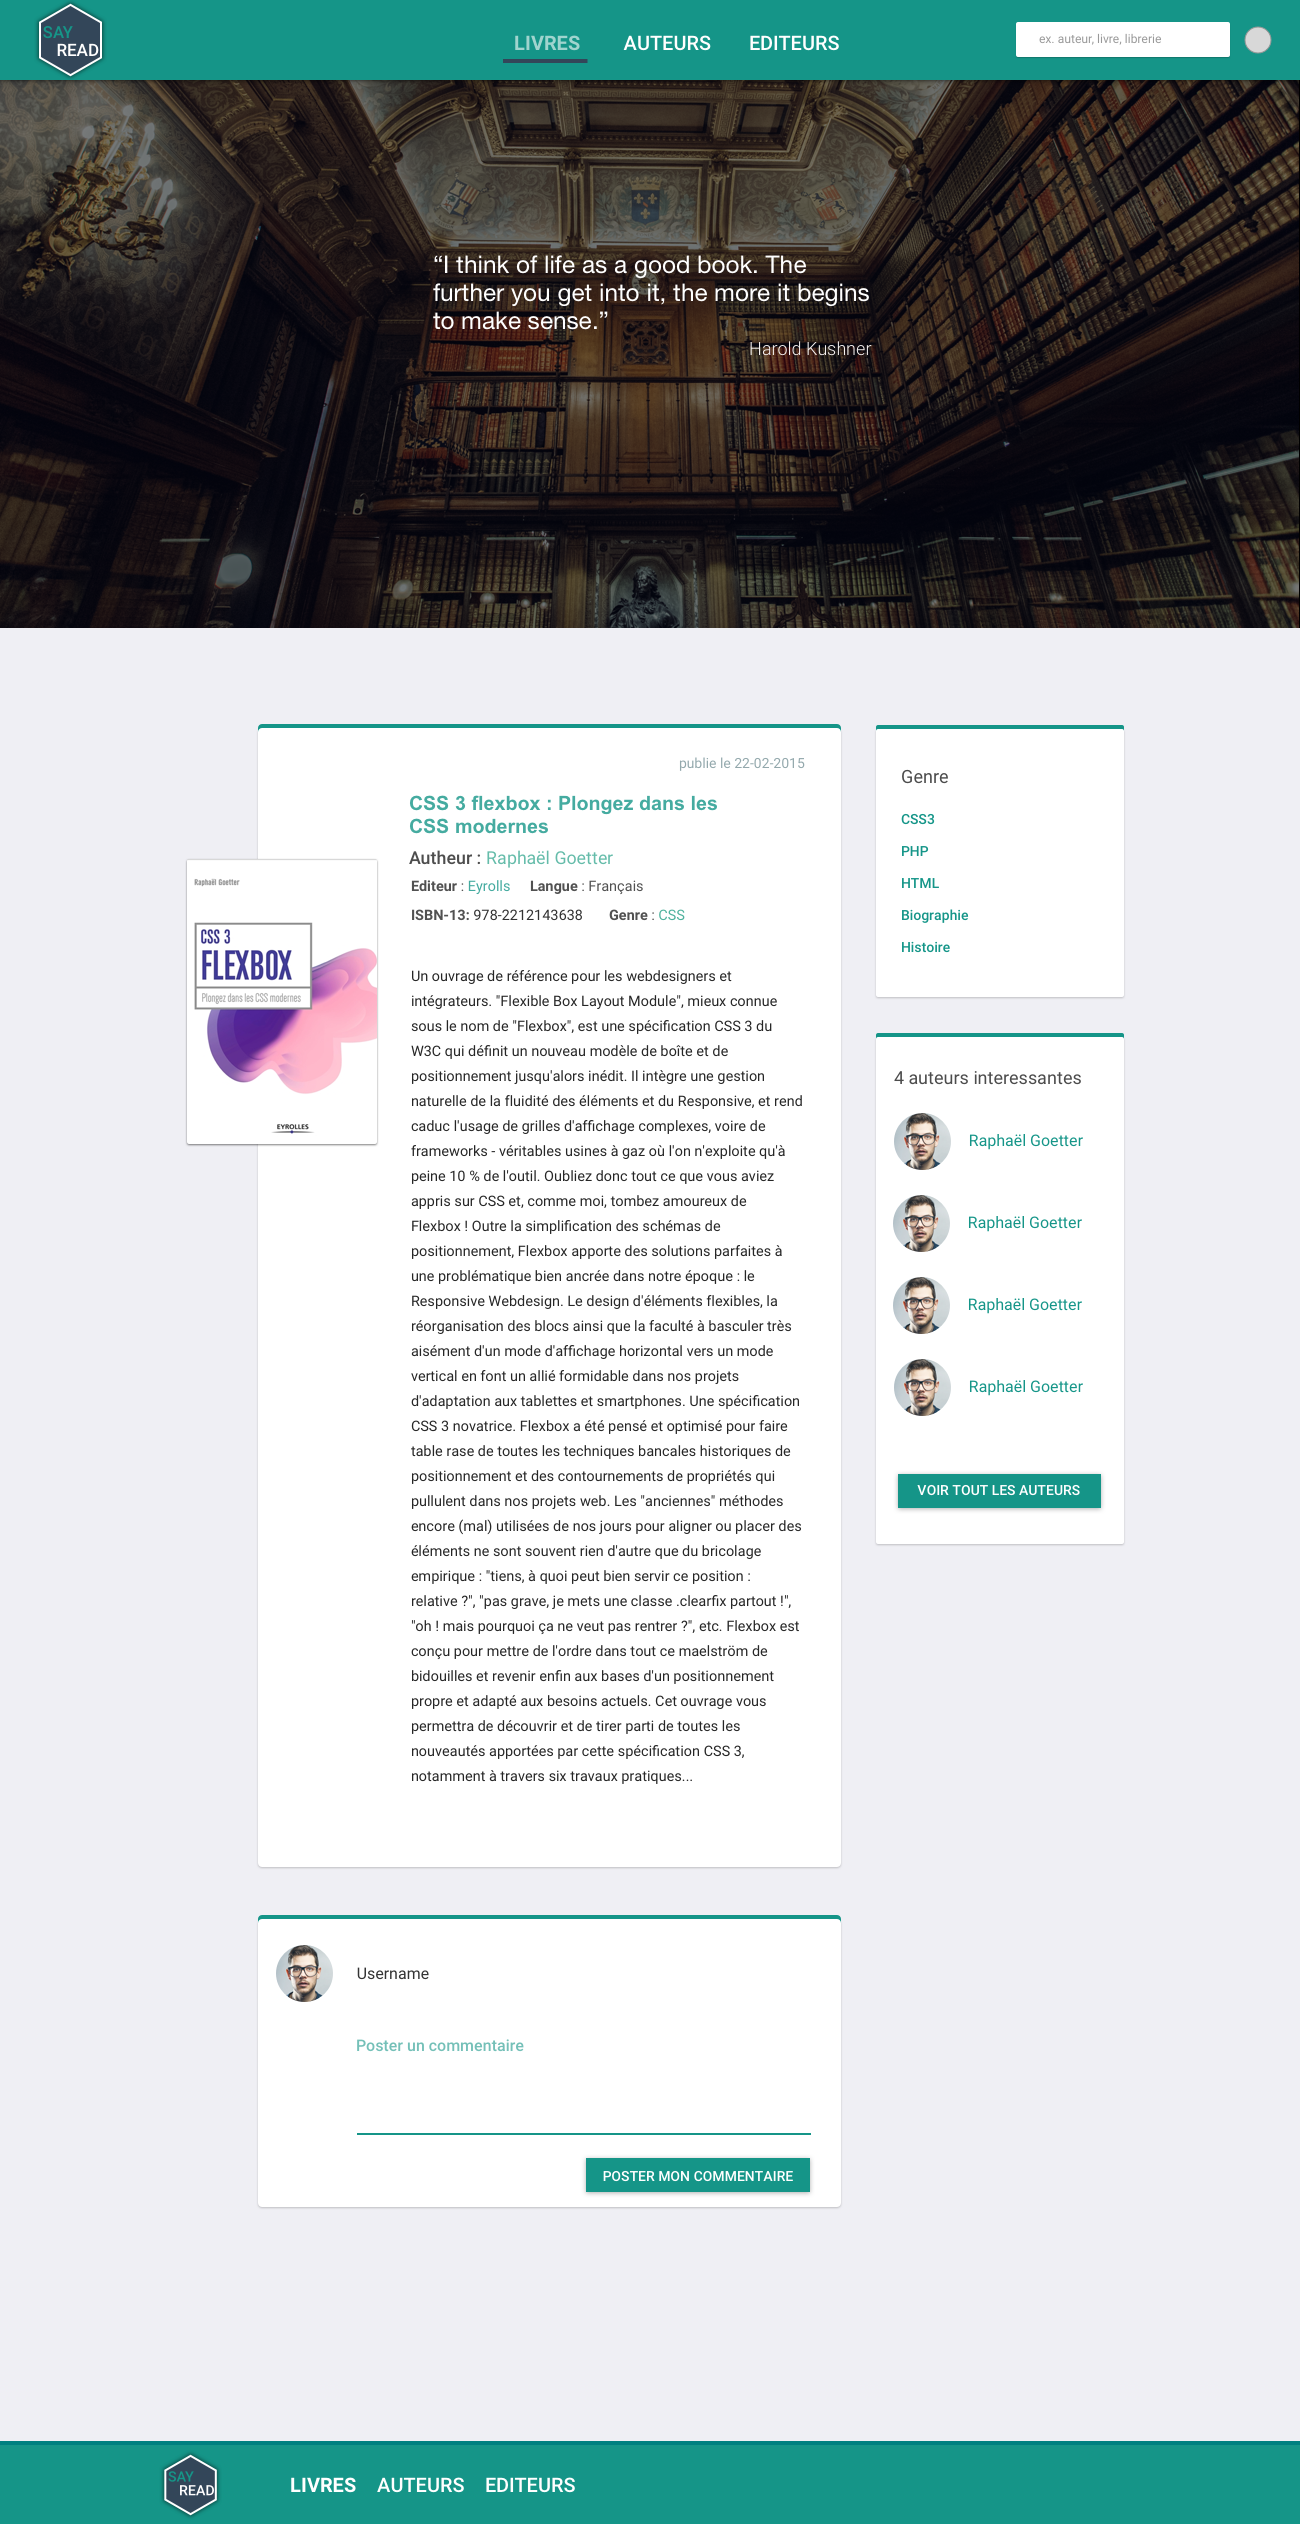 SAY
READ
LIVRES
AUTEURS
EDITEURS
ex. auteur, livre, librerie
“I think of life as a good book. The
further you get into it, the more it begins
to make sense.”
Harold Kushner
publie le 22-02-2015
CSS 3 flexbox : Plongez dans les
CSS modernes
Autheur : Raphaël Goetter
Editeur : Eyrolls Langue : Français
ISBN-13: 978-2212143638 Genre : CSS
Raphaël Goetter
CSS 3
FLEXBOX
Plongez dans les CSS modernes
EYROLLES
Un ouvrage de référence pour les webdesigners et
intégrateurs. "Flexible Box Layout Module", mieux connue
sous le nom de "Flexbox", est une spécification CSS 3 du
W3C qui définit un nouveau modèle de boîte et de
positionnement jusqu'alors inédit. Il intègre une gestion
naturelle de la fluidité des éléments et du Responsive, et rend
caduc l'usage de grilles d'affichage complexes, voire de
frameworks - véritables usines à gaz où l'on n'exploite qu'à
peine 10 % de l'outil. Oubliez donc tout ce que vous aviez
appris sur CSS et, comme moi, tombez amoureux de
Flexbox ! Outre la simplification des schémas de
positionnement, Flexbox apporte des solutions parfaites à
une problématique bien ancrée dans notre époque : le
Responsive Webdesign. Le design d'éléments flexibles, la
réorganisation des blocs ainsi que la faculté à basculer très
aisément d'un mode d'affichage horizontal vers un mode
vertical en font un allié formidable dans nos projets
d'adaptation aux tablettes et smartphones. Une spécification
CSS 3 novatrice. Flexbox a été pensé et optimisé pour faire
table rase de toutes les techniques bancales historiques de
positionnement et des contournements de propriétés qui
pullulent dans nos projets web. Les "anciennes" méthodes
encore (mal) utilisées de nos jours pour aligner ou placer des
éléments ne sont souvent rien d'autre que du bricolage
empirique : "tiens, à quoi peut bien servir ce position :
relative ?", "pas grave, je mets une classe .clearfix partout !",
"oh ! mais pourquoi ça ne veut pas rentrer ?", etc. Flexbox est
conçu pour mettre de l'ordre dans tout ce maelström de
bidouilles et revenir enfin aux bases d'un positionnement
propre et adapté aux besoins actuels. Cet ouvrage vous
permettra de découvrir et de tirer parti de toutes les
nouveautés apportées par cette spécification CSS 3,
notamment à travers six travaux pratiques...
Genre
CSS3
PHP
HTML
Biographie
Histoire
4 auteurs interessantes
Raphaël Goetter
Raphaël Goetter
Raphaël Goetter
Raphaël Goetter
VOIR TOUT LES AUTEURS
Username
Poster un commentaire
POSTER MON COMMENTAIRE
SAY
READ
LIVRES
AUTEURS
EDITEURS